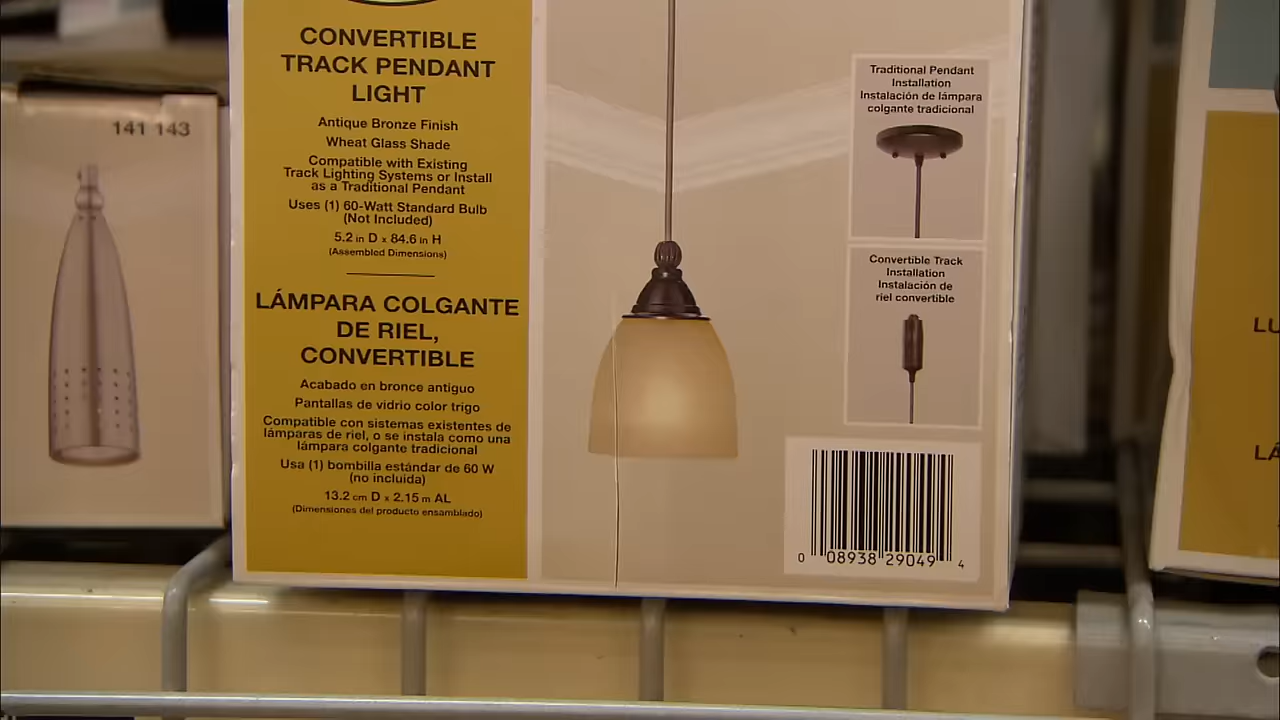 141 143
CONVERTIBLE
TRACK PENDANT
LIGHT
Antique Bronze Finish
Wheat Glass Shade
Compatible with Existing
Track Lighting Systems or Install
as a Traditional Pendant
Uses (1) 60-Watt Standard Bulb
(Not Included)
5.2 in D x 84.6 in H
(Assembled Dimensions)
LÁMPARA COLGANTE
DE RIEL,
CONVERTIBLE
Acabado en bronce antiguo
Pantallas de vidrio color trigo
Compatible con sistemas existentes de
lámparas de riel, o se instala como una
lámpara colgante tradicional
Usa (1) bombilla estándar de 60 W
(no incluida)
13.2 cm D x 2.15 m AL
(Dimensiones del producto ensamblado)
Traditional Pendant
Installation
Instalación de lámpara
colgante tradicional
Convertible Track
Installation
Instalación de
riel convertible
0 08938 29049 4
LU
LÁ